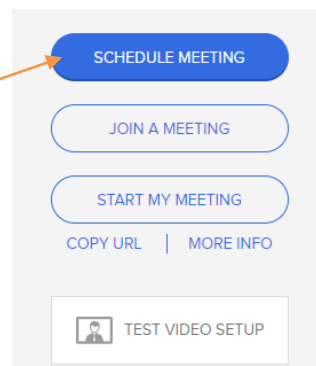 SCHEDULE MEETING
JOIN A MEETING
START MY MEETING
COPY URL | MORE INFO
TEST VIDEO SETUP